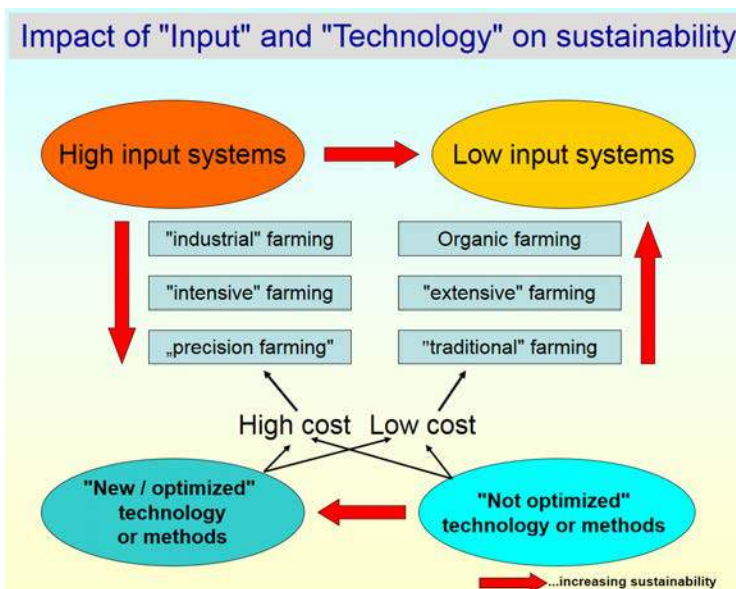 Impact of "Input" and "Technology" on sustainability
High input systems
Low input systems
"industrial" farming
Organic farming
"intensive" farming
"extensive" farming
„precision farming"
"traditional" farming
High cost
Low cost
"New / optimized"
technology
or methods
"Not optimized"
technology or methods
...increasing sustainability